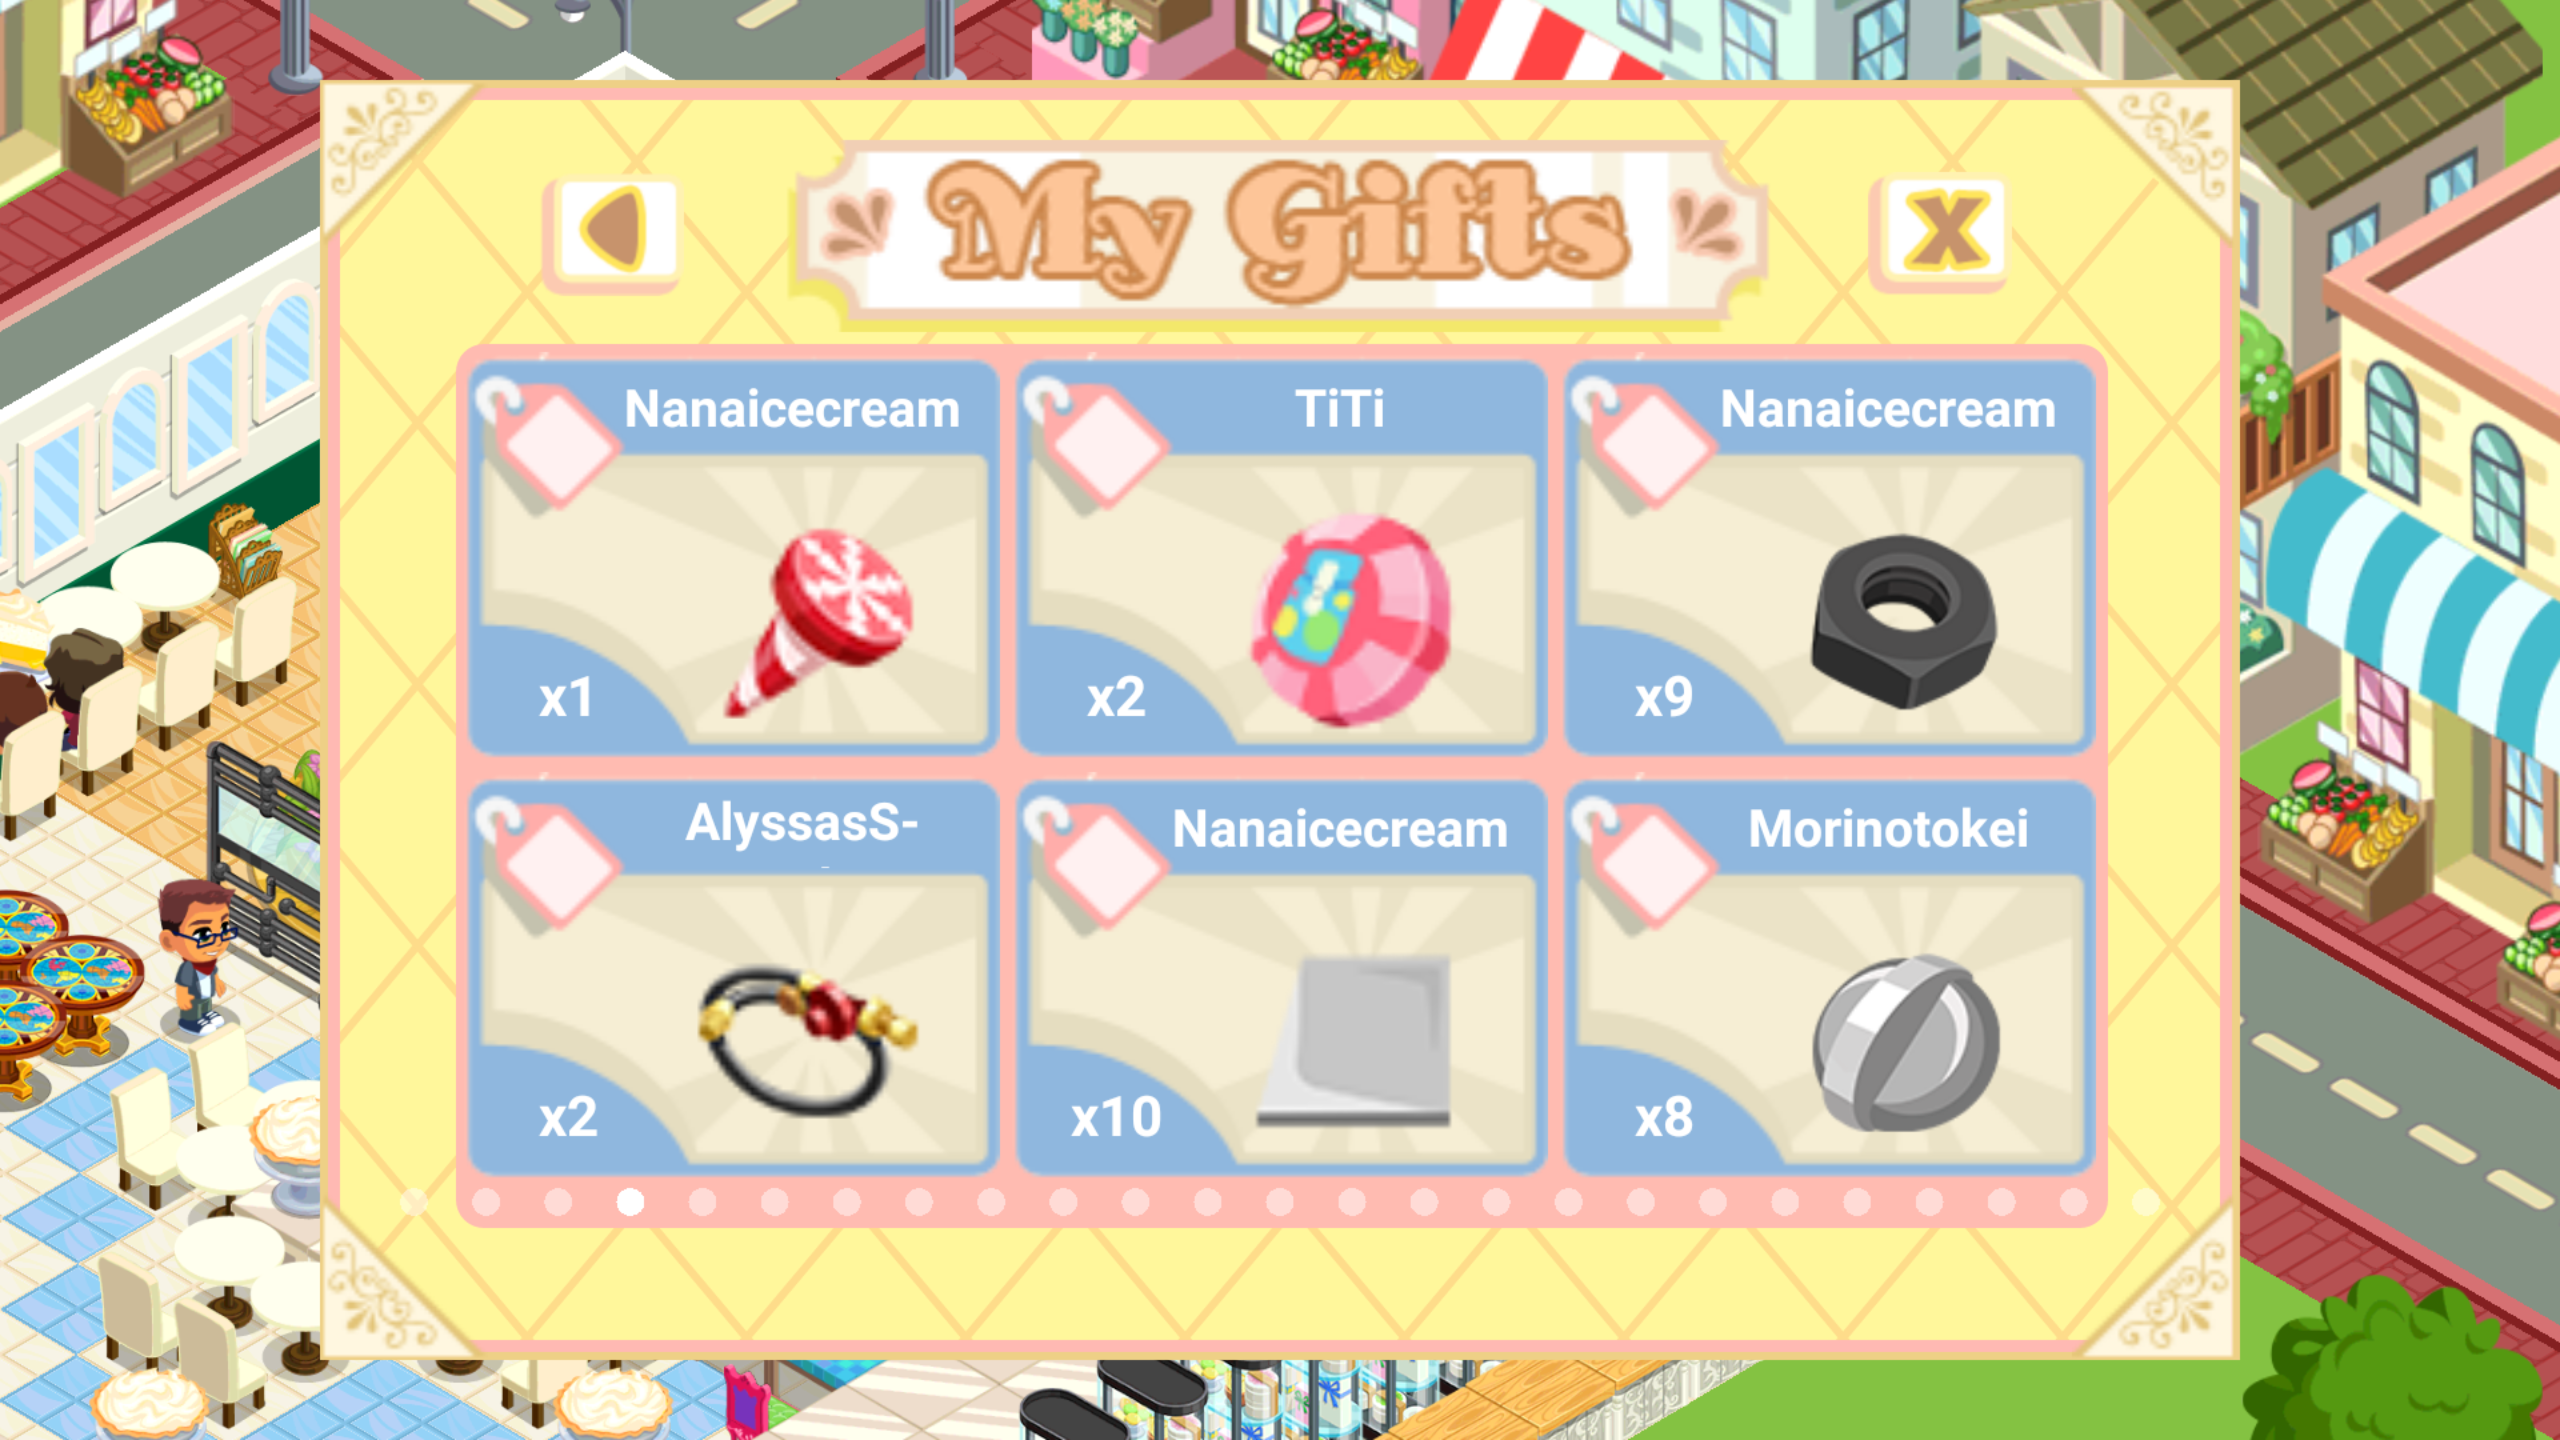 My Gifts
X
Nanaicecream
x1
TiTi
x2
Nanaicecream
x9
AlyssasS-
x2
Nanaicecream
x10
Morinotokei
x8